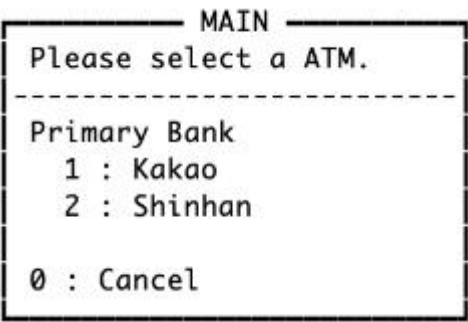 MAIN
Please select a ATM.
Primary Bank
1 : Kakao
2 : Shinhan
0 : Cancel